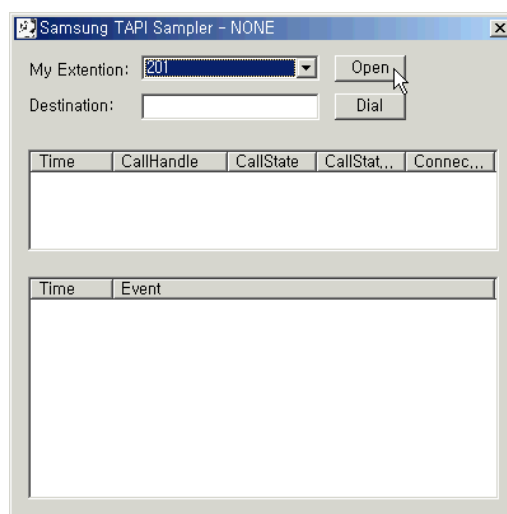 Samsung TAPI Sampler - NONE
My Extention: 201 Open
Destination: Dial
Time CallHandle CallState CallStat,,, Connec,,,
Time Event